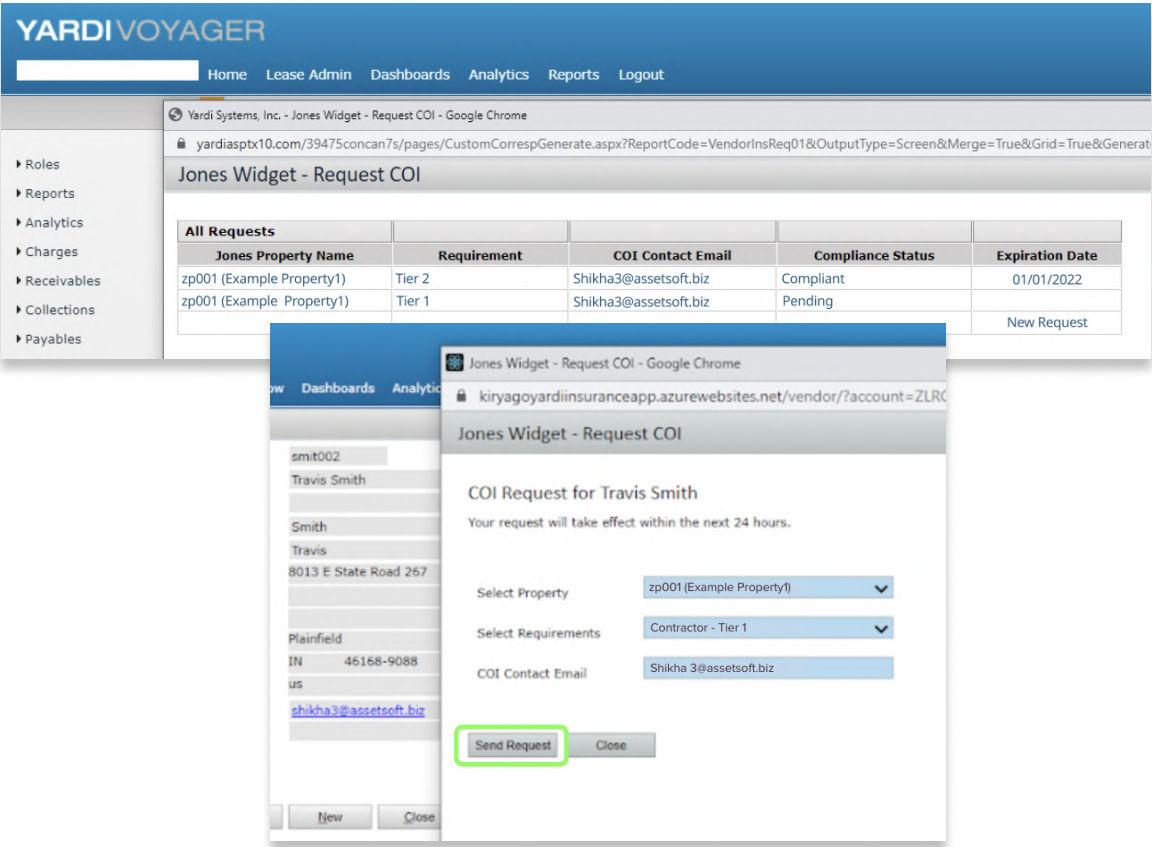 YARDI VOYAGER
Home Lease Admin Dashboards Analytics Reports Logout
Yardi Systems, Inc. - Jones Widget - Request COI - Google Chrome
yardiasptx10.com/39475concan7s/pages/CustomCorrespGenerate.aspx?ReportCode=VendorInsReq01&OutputType=Screen&Merge=True&Grid=True&Generat
Jones Widget - Request COI
Roles
Reports
Analytics
Charges
Receivables
Collections
Payables
All Requests
Jones Property Name Requirement COI Contact Email Compliance Status Expiration Date
zp001 (Example Property1) Tier 2 Shikha3@assetsoft.biz Compliant 01/01/2022
zp001 (Example Property1) Tier 1 Shikha3@assetsoft.biz Pending
New Request
Dashboards Analytic
smit002
Travis Smith
Smith
Travis
8013 E State Road 267
Plainfield
IN 46168-9088
us
shikha3@assetsoft.biz
New Close
Jones Widget - Request COI - Google Chrome
kiryagoyardiinsuranceapp.azurewebsites.net/vendor/?account=ZLRC
Jones Widget - Request COI
COI Request for Travis Smith
Your request will take effect within the next 24 hours.
Select Property zp001 (Example Property1)
Select Requirements Contractor - Tier 1
COI Contact Email Shikha 3@assetsoft.biz
Send Request Close